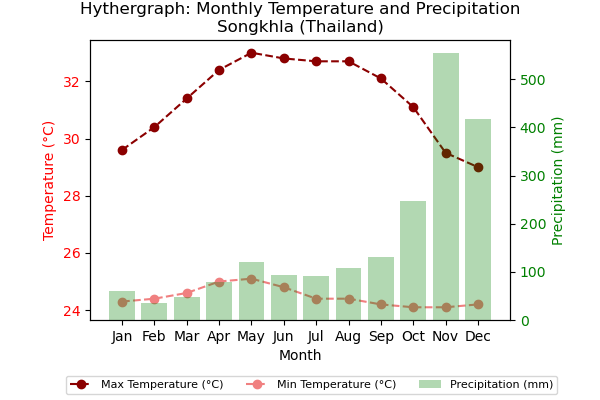 Hythergraph: Monthly Temperature and Precipitation
Songkhla (Thailand)
Temperature (°C)
32
30
28
26
24
Precipitation (mm)
500
400
300
200
100
0
Jan Feb Mar Apr May Jun Jul Aug Sep Oct Nov Dec
Month
Max Temperature (°C) Min Temperature (°C) Precipitation (mm)